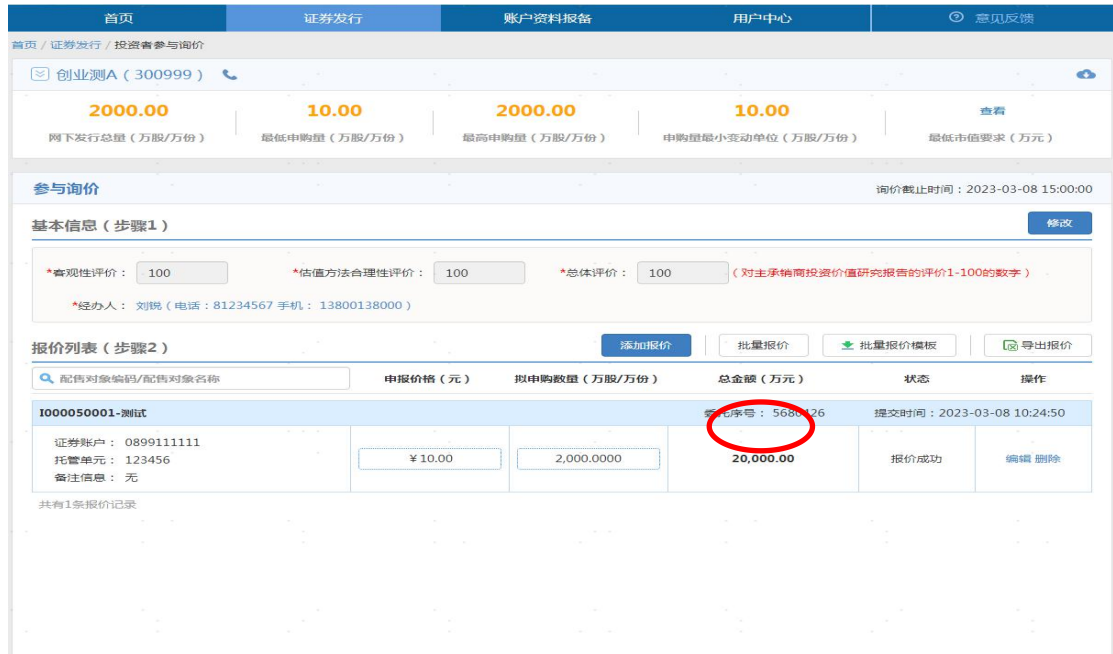 首页 证券发行 账户资料报备 用户中心 意见反馈
首页 / 证券发行 / 投资者参与询价
创业测A（300999）
2000.00 10.00 2000.00 10.00 查看
网下发行总量（万股/万份） 最低申购量（万股/万份） 最高申购量（万股/万份） 申购量最小变动单位（万股/万份） 最低市值要求（万元）
参与询价 询价截止时间：2023-03-08 15:00:00
基本信息（步骤1） 修改
*客观性评价： 100 *估值方法合理性评价： 100 *总体评价： 100 （对主承销商投资价值研究报告的评价1-100的数字）
*经办人： 刘锐（电话：81234567 手机： 13800138000）
报价列表（步骤2） 添加报价 批量报价 批量报价模板 导出报价
配售对象编码/配售对象名称 申报价格（元） 拟申购数量（万股/万份） 总金额（万元） 状态 操作
I000050001-测试 委托序号： 5680426 提交时间：2023-03-08 10:24:50
证券账户： 0899111111
托管单元： 123456 ¥10.00 2,000.0000 20,000.00 报价成功 编辑 删除
备注信息： 无
共有1条报价记录